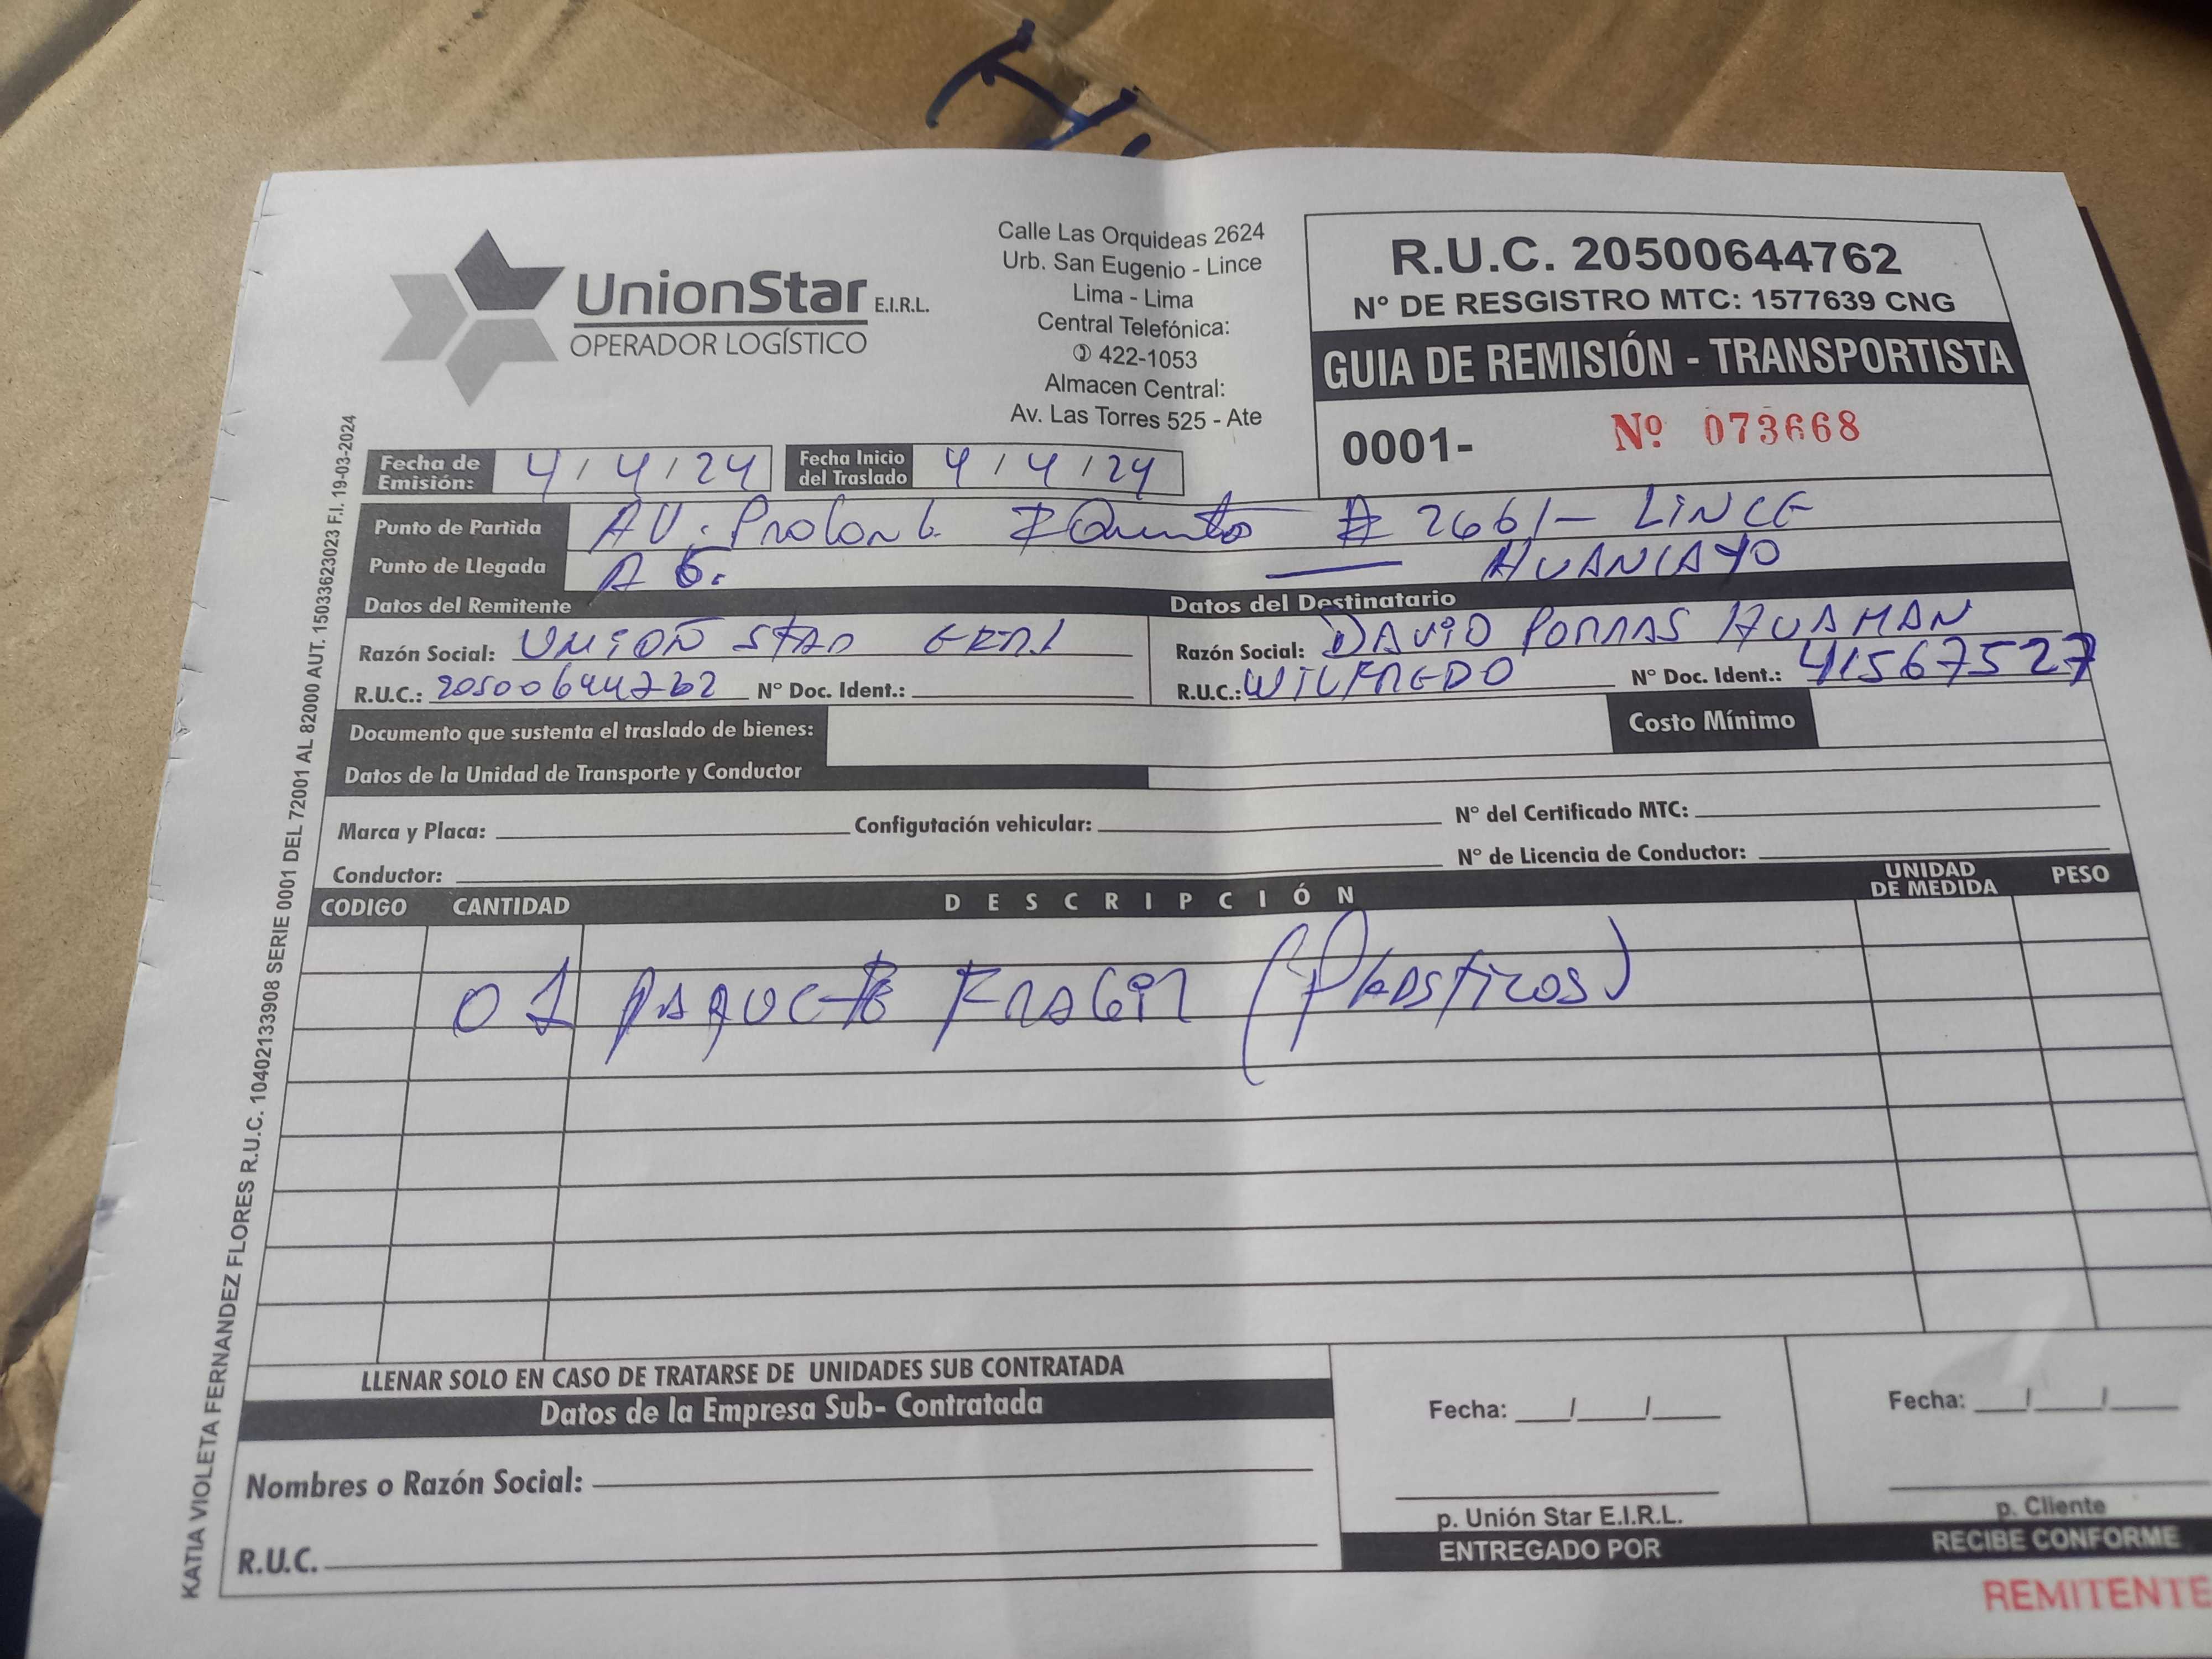 UnionStar E.I.R.L.
OPERADOR LOGÍSTICO
Calle Las Orquideas 2624
Urb. San Eugenio - Lince
Lima - Lima
Central Telefónica:
422-1053
Almacen Central:
Av. Las Torres 525 - Ate
R.U.C. 20500644762
N° DE RESGISTRO MTC: 1577639 CNG
GUIA DE REMISIÓN - TRANSPORTISTA
0001- Nº 073668
Fecha de Emisión: 4/4/24 Fecha Inicio del Traslado 4/4/24
Punto de Partida AV. Prolon G. # 2661 - LINCE
Punto de Llegada A G. — HUANCAYO
Datos del Remitente Datos del Destinatario
Razón Social: UNION STAR Razón Social: DAVID PORRAS HUAMAN
R.U.C.: 20500644762 N° Doc. Ident.: R.U.C.: WILFREDO N° Doc. Ident.: 41567527
Documento que sustenta el traslado de bienes: Costo Mínimo
Datos de la Unidad de Transporte y Conductor
Marca y Placa: Configutación vehicular: N° del Certificado MTC:
Conductor: N° de Licencia de Conductor:
CODIGO CANTIDAD DESCRIPCIÓN UNIDAD DE MEDIDA PESO
01 PAQUETE FRAGIL (PLASTICOS)
LLENAR SOLO EN CASO DE TRATARSE DE UNIDADES SUB CONTRATADA
Datos de la Empresa Sub- Contratada
Nombres o Razón Social:
R.U.C.
Fecha: / /
p. Unión Star E.I.R.L.
ENTREGADO POR
Fecha: / /
p. Cliente
RECIBE CONFORME
REMITENTE
KATIA VIOLETA FERNANDEZ FLORES R.U.C. 10402133908 SERIE 0001 DEL 72001 AL 82000 AUT. 15033623023 F.I. 19-03-2024